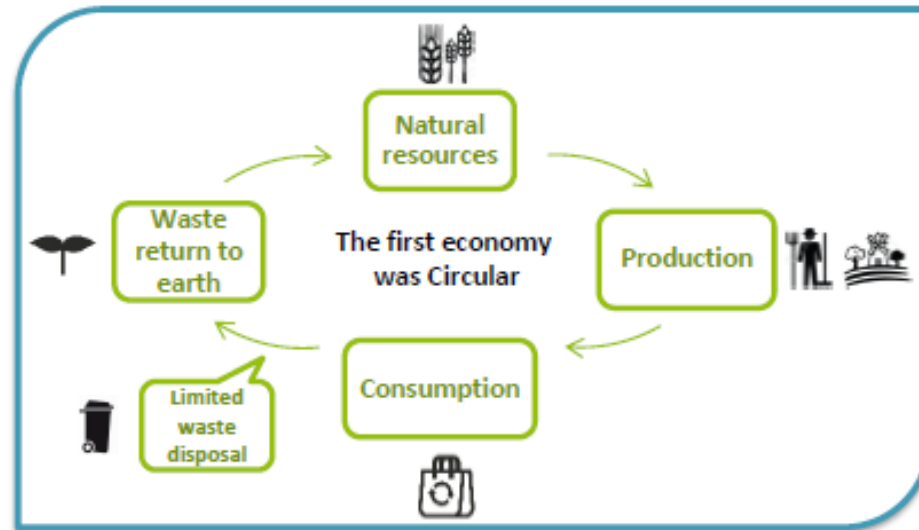 Natural
resources
Waste
return to
earth
The first economy
was Circular
Production
Consumption
Limited
waste
disposal